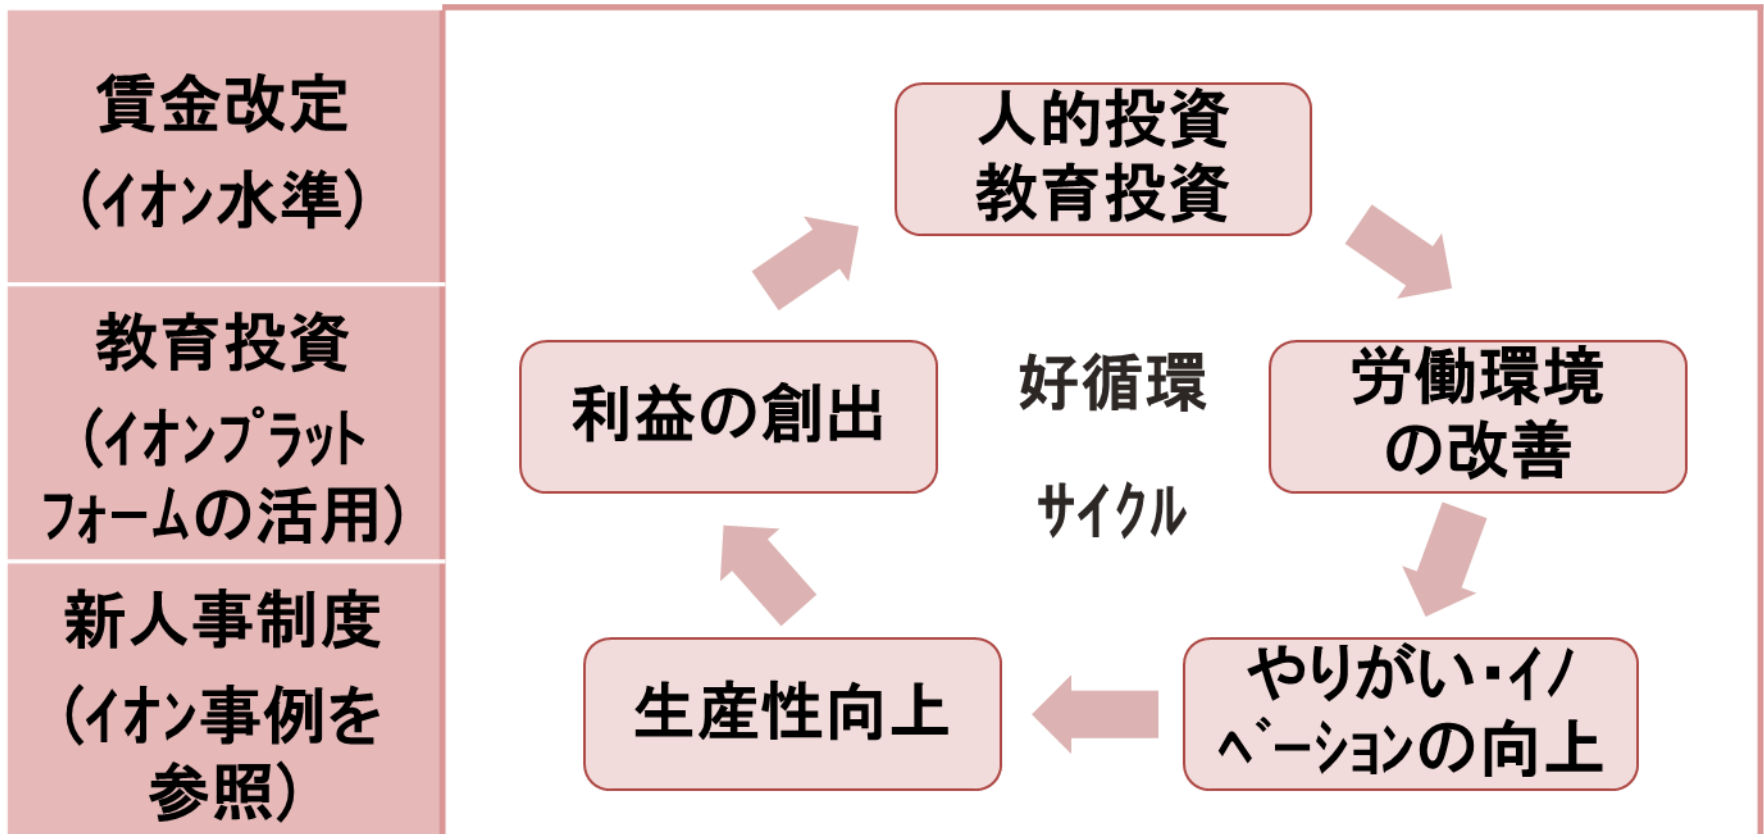 賃金改定
(ｲｵﾝ水準)
教育投資
(ｲｵﾝﾌﾟﾗｯﾄ
ﾌｫｰﾑの活用)
新人事制度
(ｲｵﾝ事例を
参照)
人的投資
教育投資
労働環境
の改善
やりがい・ｲﾉ
ﾍﾞｰｼｮﾝの向上
生産性向上
利益の創出
好循環
ｻｲｸﾙ